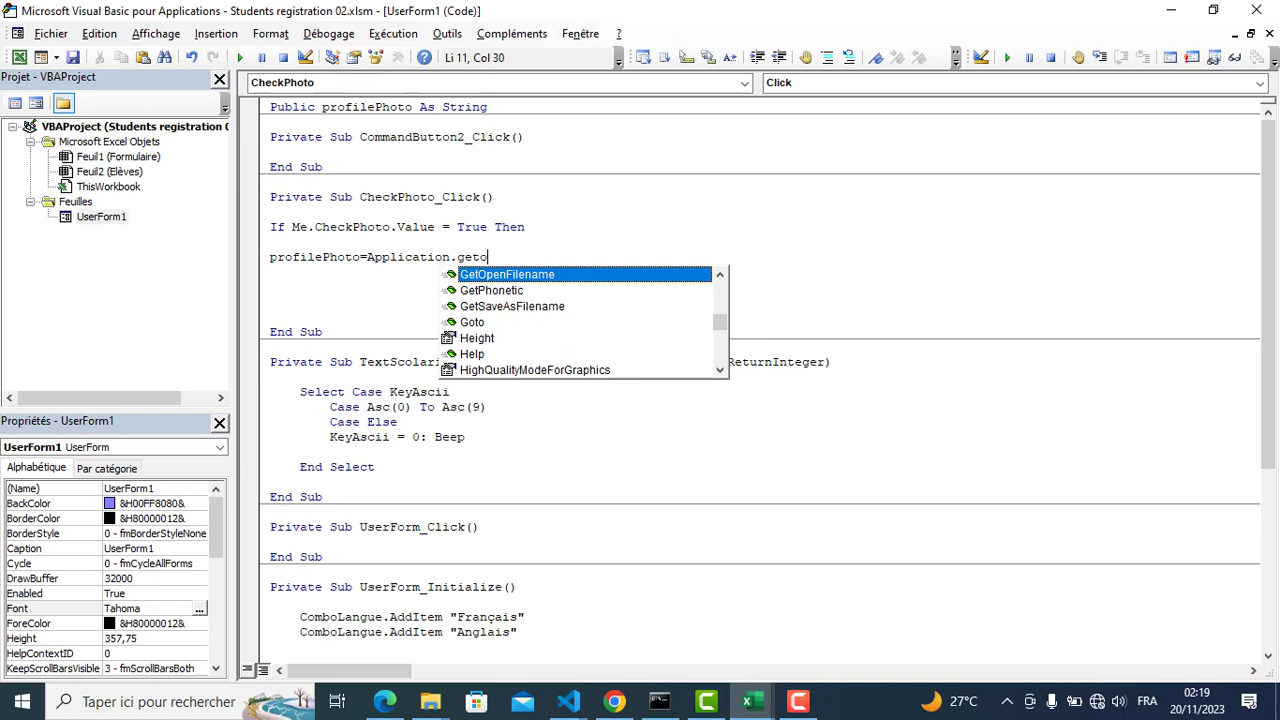 Microsoft Visual Basic pour Applications - Students registration 02.xlsm - [UserForm1 (Code)]
Fichier Edition Affichage Insertion Format Débogage Exécution Outils Compléments Fenêtre ?
Li 11, Col 30
Projet - VBAProject
VBAProject (Students registration 0
Microsoft Excel Objets
Feuil1 (Formulaire)
Feuil2 (Elèves)
ThisWorkbook
Feuilles
UserForm1
Propriétés - UserForm1
UserForm1 UserForm
Alphabétique Par catégorie
(Name) UserForm1
BackColor &H00FF8080&
BorderColor &H80000012&
BorderStyle 0 - fmBorderStyleNone
Caption UserForm1
Cycle 0 - fmCycleAllForms
DrawBuffer 32000
Enabled True
Font Tahoma ...
ForeColor &H80000012&
Height 357,75
HelpContextID 0
KeepScrollBarsVisible 3 - fmScrollBarsBoth
CheckPhoto Click
Public profilePhoto As String
Private Sub CommandButton2_Click()
End Sub
Private Sub CheckPhoto_Click()
If Me.CheckPhoto.Value = True Then
profilePhoto=Application.geto
GetOpenFilename
GetPhonetic
GetSaveAsFilename
Goto
Height
Help
HighQualityModeForGraphics
End Sub
Private Sub TextScolari ReturnInteger)
Select Case KeyAscii
Case Asc(0) To Asc(9)
Case Else
KeyAscii = 0: Beep
End Select
End Sub
Private Sub UserForm_Click()
End Sub
Private Sub UserForm_Initialize()
ComboLangue.AddItem "Français"
ComboLangue.AddItem "Anglais"
Taper ici pour rechercher
27°C
FRA
02:19
20/11/2023